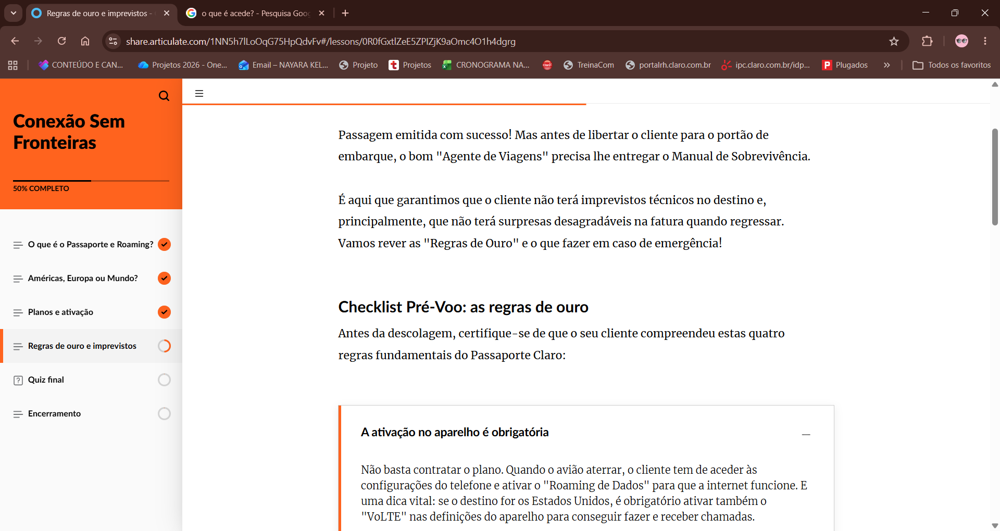 Regras de ouro e imprevistos -
o que é acede? - Pesquisa Goog
share.articulate.com/1NN5h7lLoOqG75HpQdvFv#/lessons/0R0fGxtlZeE5ZPIZjK9aOmc4O1h4dgrg
CONTEÚDO E CAN...
Projetos 2026 - One...
Email – NAYARA KEL...
Projeto
Projetos
CRONOGRAMA NA...
Claro
TreinaCom
portalrh.claro.com.br
ipc.claro.com.br/idp...
Plugados
Todos os favoritos
Conexão Sem
Fronteiras
50% COMPLETO
O que é o Passaporte e Roaming?
Américas, Europa ou Mundo?
Planos e ativação
Regras de ouro e imprevistos
Quiz final
Encerramento
Passagem emitida com sucesso! Mas antes de libertar o cliente para o portão de
embarque, o bom "Agente de Viagens" precisa lhe entregar o Manual de Sobrevivência.
É aqui que garantimos que o cliente não terá imprevistos técnicos no destino e,
principalmente, que não terá surpresas desagradáveis na fatura quando regressar.
Vamos rever as "Regras de Ouro" e o que fazer em caso de emergência!
Checklist Pré-Voo: as regras de ouro
Antes da descolagem, certifique-se de que o seu cliente compreendeu estas quatro
regras fundamentais do Passaporte Claro:
A ativação no aparelho é obrigatória
Não basta contratar o plano. Quando o avião aterrar, o cliente tem de aceder às
configurações do telefone e ativar o "Roaming de Dados" para que a internet funcione. E
uma dica vital: se o destino for os Estados Unidos, é obrigatório ativar também o
"VoLTE" nas definições do aparelho para conseguir fazer e receber chamadas.